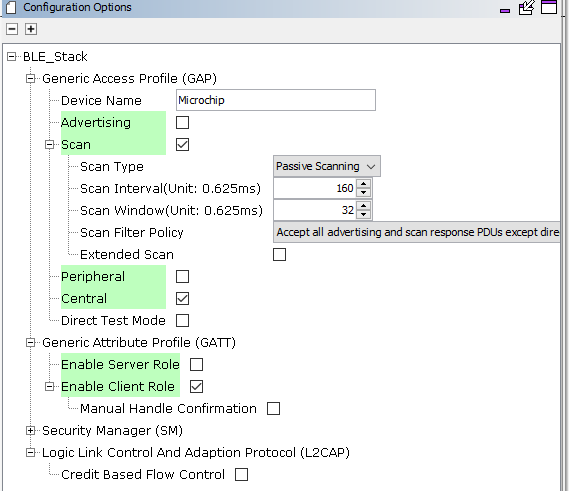 Configuration Options
BLE_Stack
Generic Access Profile (GAP)
Device Name Microchip
Advertising
Scan
Scan Type Passive Scanning
Scan Interval(Unit: 0.625ms) 160
Scan Window(Unit: 0.625ms) 32
Scan Filter Policy Accept all advertising and scan response PDUs except dire
Extended Scan
Peripheral
Central
Direct Test Mode
Generic Attribute Profile (GATT)
Enable Server Role
Enable Client Role
Manual Handle Confirmation
Security Manager (SM)
Logic Link Control And Adaption Protocol (L2CAP)
Credit Based Flow Control